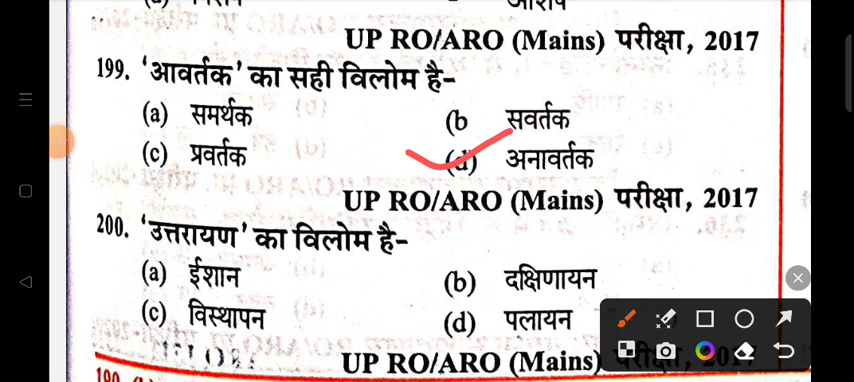 UP RO/ARO (Mains) परीक्षा, 2017
199. 'आवर्तक' का सही विलोम है-
(a) समर्थक (b सवर्तक
(c) प्रवर्तक (d) अनावर्तक
UP RO/ARO (Mains) परीक्षा, 2017
200. 'उत्तरायण' का विलोम है-
(a) ईशान (b) दक्षिणायन
(c) विस्थापन (d) पलायन
UP RO/ARO (Mains) परीक्षा, 2017